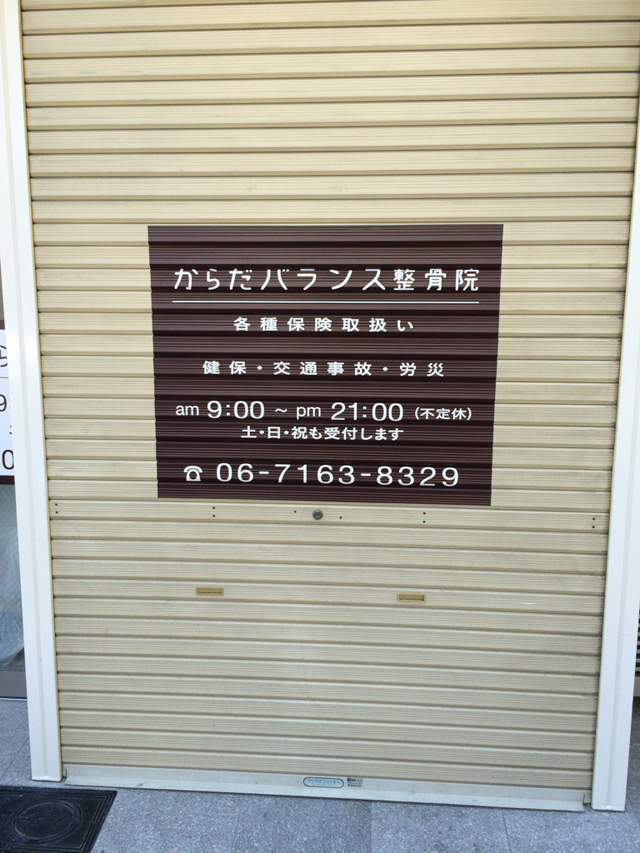 からだバランス整骨院
各種保険取扱い
健保・交通事故・労災
am 9:00 ~ pm 21:00 (不定休)
土・日・祝も受付します
☎ 06-7163-8329